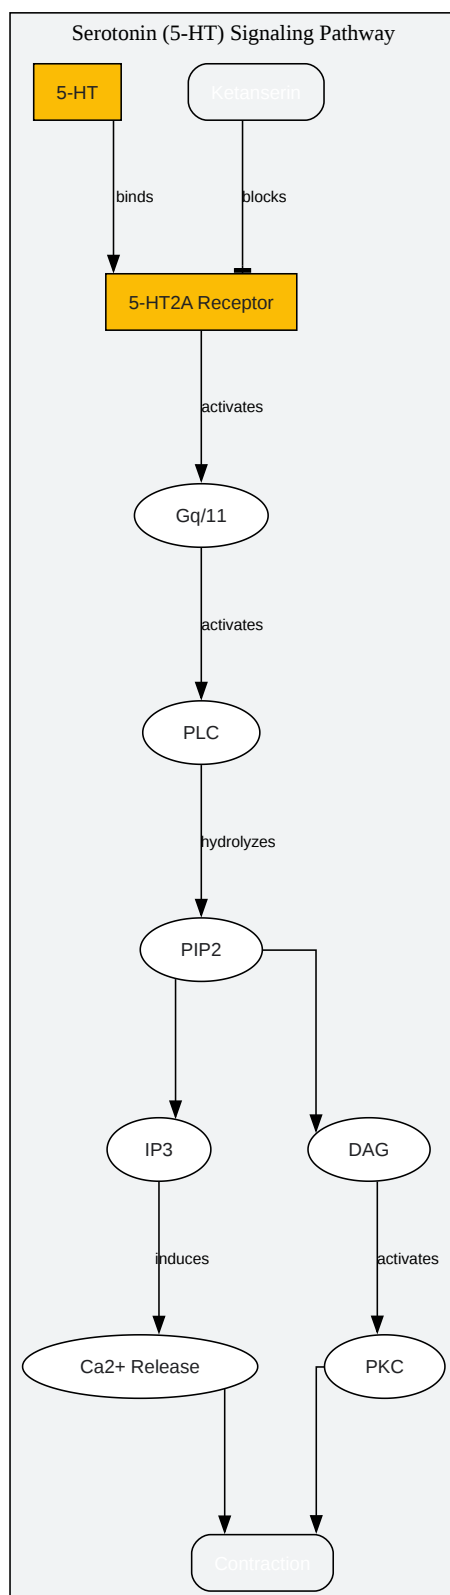 Serotonin (5-HT) Signaling Pathway
5-HT
Ketanserin
binds
blocks
5-HT2A Receptor
activates
Gq/11
activates
PLC
hydrolyzes
PIP2
IP3
DAG
induces
activates
Ca2+ Release
PKC
Contraction